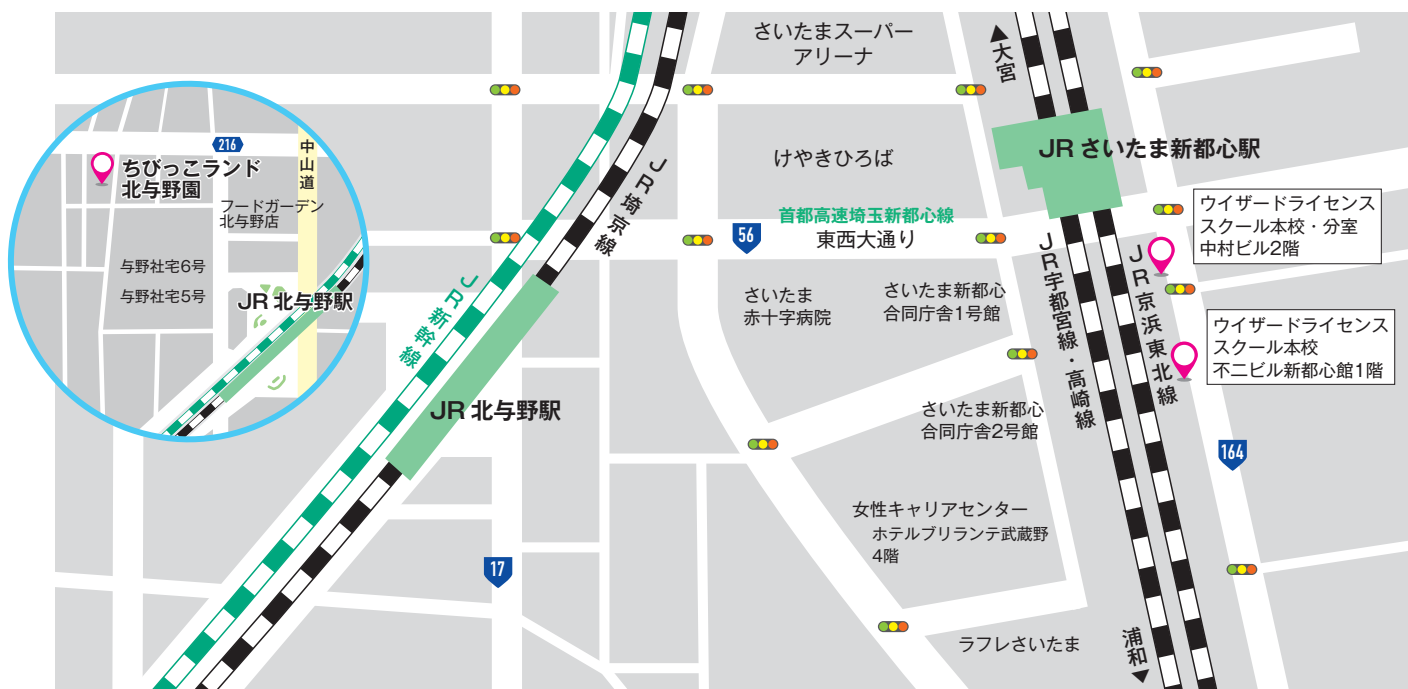 さいたまスーパー
アリーナ
▲大宮
216
中山道
ちびっこランド
北与野園
フードガーデン
北与野店
与野社宅6号
与野社宅5号
JR 北与野駅
JR埼京線
けやきひろば
JR さいたま新都心駅
首都高速埼玉新都心線
56
東西大通り
ウイザードライセンス
スクール本校・分室
中村ビル2階
JR新幹線
さいたま
赤十字病院
さいたま新都心
合同庁舎1号館
JR宇都宮線・高崎線
JR京浜東北線
ウイザードライセンス
スクール本校
不二ビル新都心館1階
JR 北与野駅
さいたま新都心
合同庁舎2号館
164
女性キャリアセンター
ホテルブリランテ武蔵野
4階
17
ラフレさいたま
浦和▼